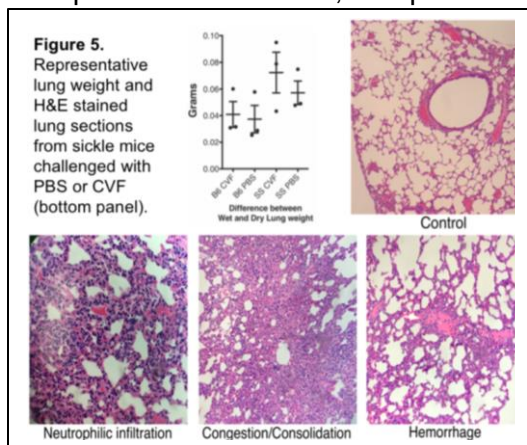 Figure 5.
Representative
lung weight and
H&E stained
lung sections
from sickle mice
challenged with
PBS or CVF
(bottom panel).
Grams
0.10
0.08
0.06
0.04
0.02
0.00
B6 CVF
B6 PBS
SS CVF
SS PBS
Difference between
Wet and Dry Lung weight
Control
Neutrophilic infiltration
Congestion/Consolidation
Hemorrhage